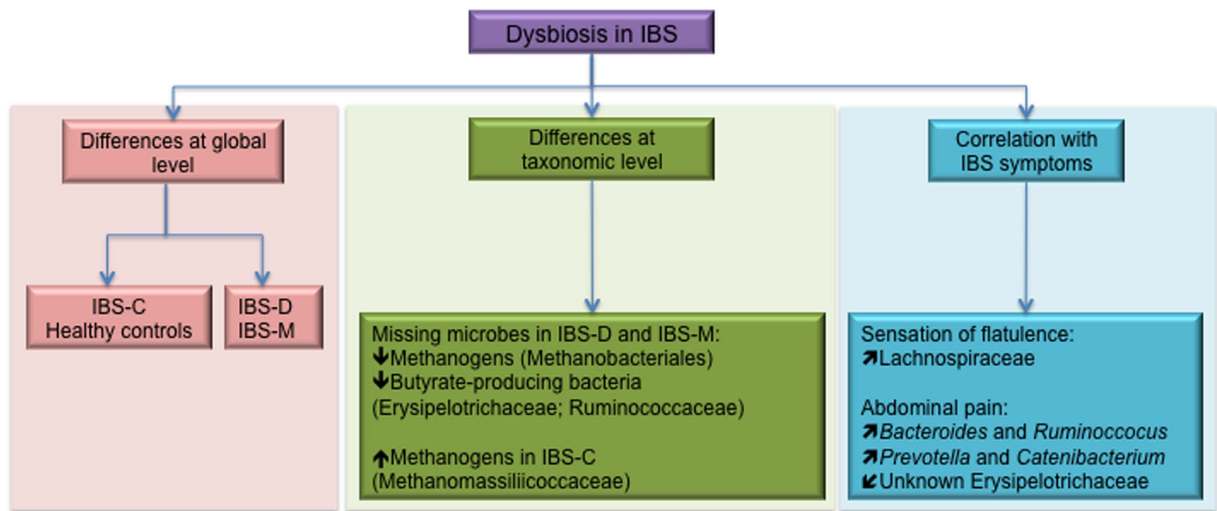 Dysbiosis in IBS
Differences at global
level
IBS-C
Healthy controls
IBS-D
IBS-M
Differences at
taxonomic level
Missing microbes in IBS-D and IBS-M:
🡻Methanogens (Methanobacteriales)
🡻Butyrate-producing bacteria
(Erysipelotrichaceae; Ruminococcaceae)
🡹Methanogens in IBS-C
(Methanomassiliicoccaceae)
Correlation with
IBS symptoms
Sensation of flatulence:
🡽Lachnospiraceae
Abdominal pain:
🡽Bacteroides and Ruminoccocus
🡽Prevotella and Catenibacterium
🡿Unknown Erysipelotrichaceae